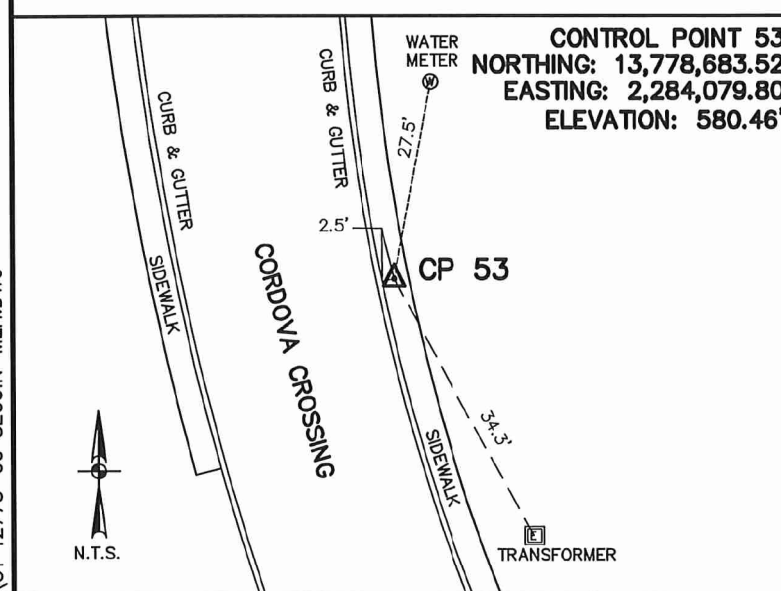 CONTROL POINT 53
NORTHING: 13,778,683.52
EASTING: 2,284,079.80
ELEVATION: 580.46'
WATER
METER
W
27.5'
CURB & GUTTER
CURB & GUTTER
2.5'
CP 53
SIDEWALK
CORDOVA CROSSING
34.3'
SIDEWALK
N.T.S.
E
TRANSFORMER